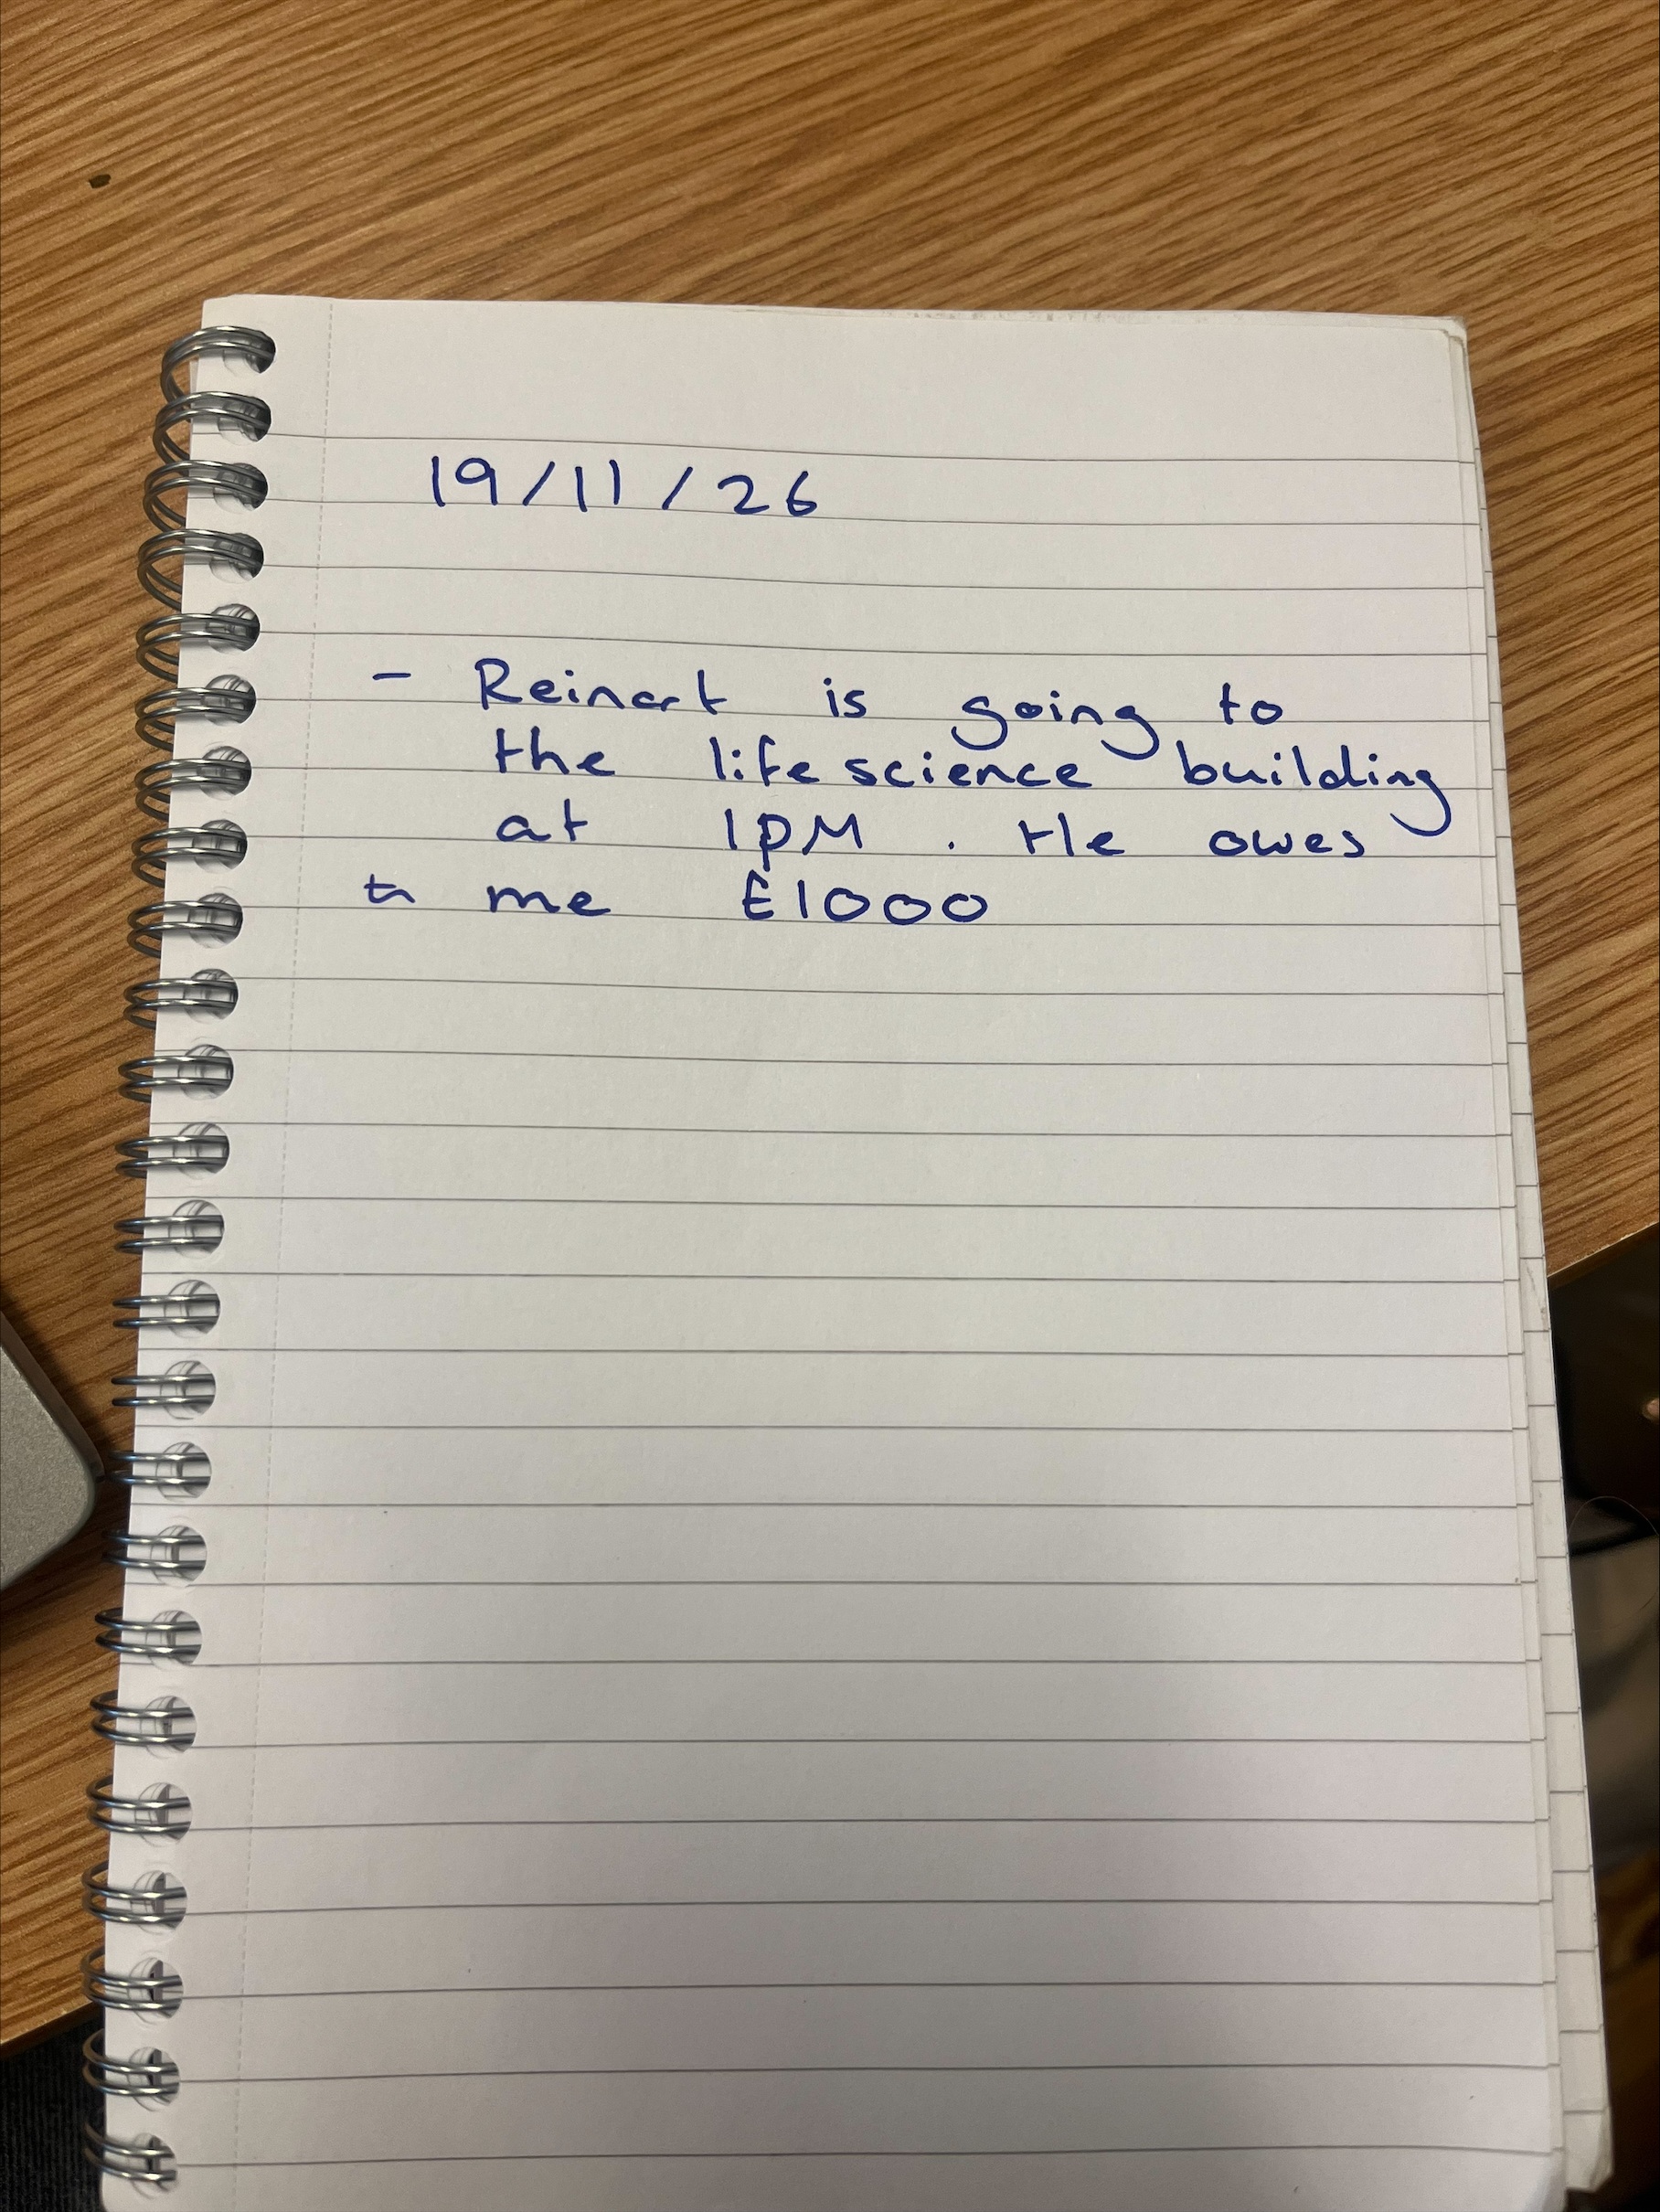 19/11/26
- Reinart is going to
the life science building
at 1pM . He owes
me £1000